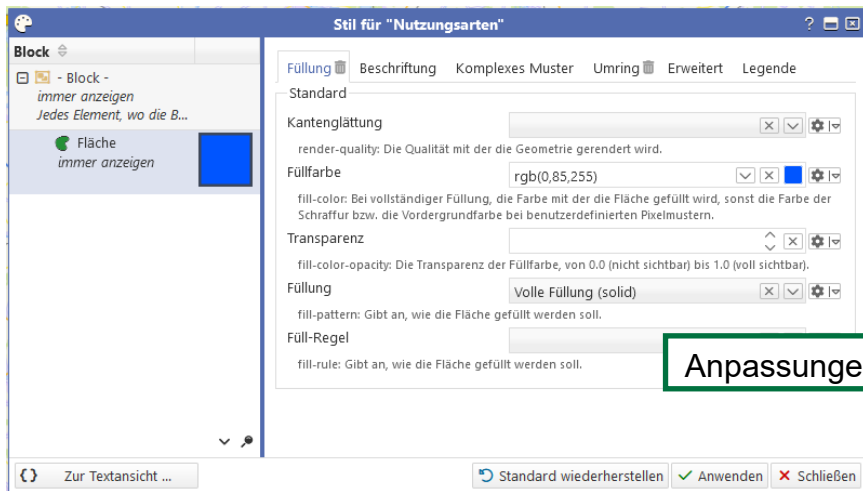 Stil für "Nutzungsarten"
?
Block
- Block -
immer anzeigen
Jedes Element, wo die B...
Fläche
immer anzeigen
Füllung Beschriftung Komplexes Muster Umring Erweitert Legende
Standard
Kantenglättung
render-quality: Die Qualität mit der die Geometrie gerendert wird.
Füllfarbe
rgb(0,85,255)
fill-color: Bei vollständiger Füllung, die Farbe mit der die Fläche gefüllt wird, sonst die Farbe der
Schraffur bzw. die Vordergrundfarbe bei benutzerdefinierten Pixelmustern.
Transparenz
fill-color-opacity: Die Transparenz der Füllfarbe, von 0.0 (nicht sichtbar) bis 1.0 (voll sichtbar).
Füllung
Volle Füllung (solid)
fill-pattern: Gibt an, wie die Fläche gefüllt werden soll.
Füll-Regel
fill-rule: Gibt an, wie die Fläche gefüllt werden soll.
Anpassunge
{} Zur Textansicht ...
Standard wiederherstellen Anwenden Schließen